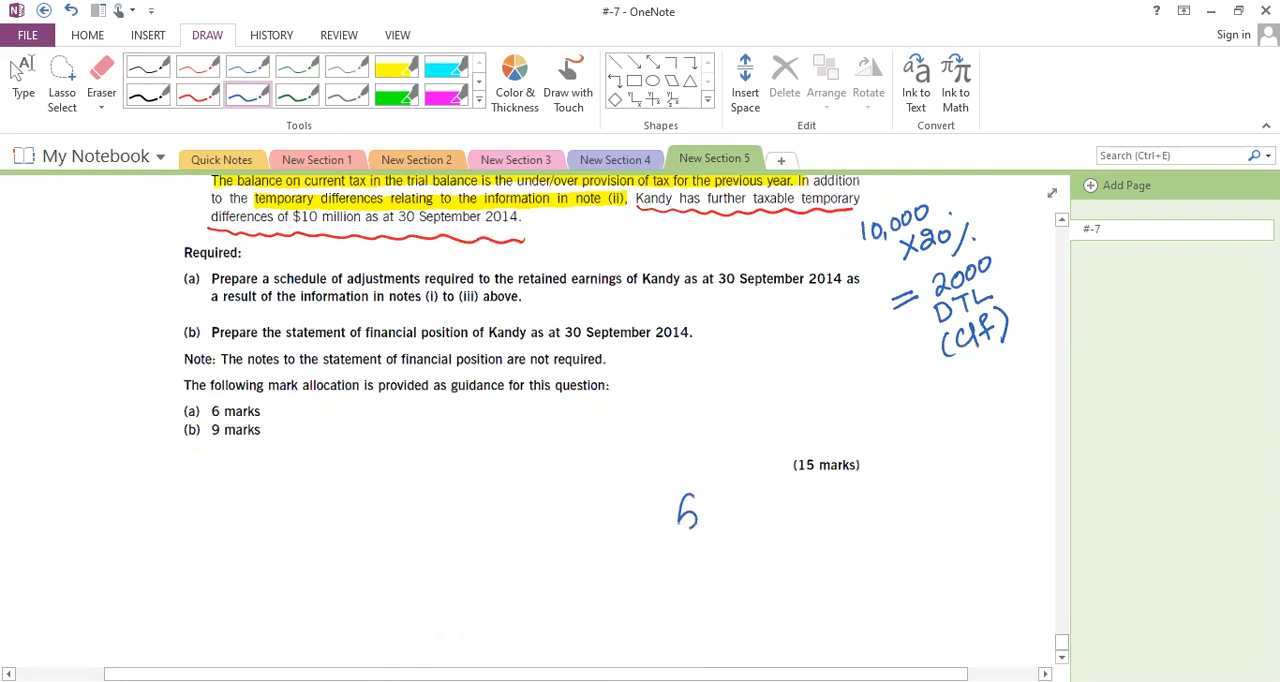 #-7 - OneNote
FILE HOME INSERT DRAW HISTORY REVIEW VIEW
Sign in
Type
Lasso Select
Eraser
Color & Thickness
Draw with Touch
Insert Space
Delete
Arrange
Rotate
Ink to Text
Ink to Math
Tools
Shapes
Edit
Convert
My Notebook
Quick Notes
New Section 1
New Section 2
New Section 3
New Section 4
New Section 5
Search (Ctrl+E)
Add Page
#-7
The balance on current tax in the trial balance is the under/over provision of tax for the previous year. In addition
to the temporary differences relating to the information in note (ii), Kandy has further taxable temporary
differences of $10 million as at 30 September 2014.
10,000
X20%
= 2000
DTL
(c/f)
Required:
(a) Prepare a schedule of adjustments required to the retained earnings of Kandy as at 30 September 2014 as
a result of the information in notes (i) to (iii) above.
(b) Prepare the statement of financial position of Kandy as at 30 September 2014.
Note: The notes to the statement of financial position are not required.
The following mark allocation is provided as guidance for this question:
(a) 6 marks
(b) 9 marks
(15 marks)